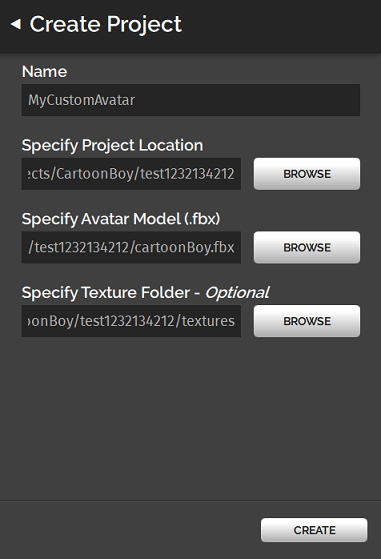 Create Project
Name
MyCustomAvatar
Specify Project Location
ects/CartoonBoy/test1232134212 BROWSE
Specify Avatar Model (.fbx)
/test1232134212/cartoonBoy.fbx BROWSE
Specify Texture Folder - Optional
oonBoy/test1232134212/textures BROWSE
CREATE